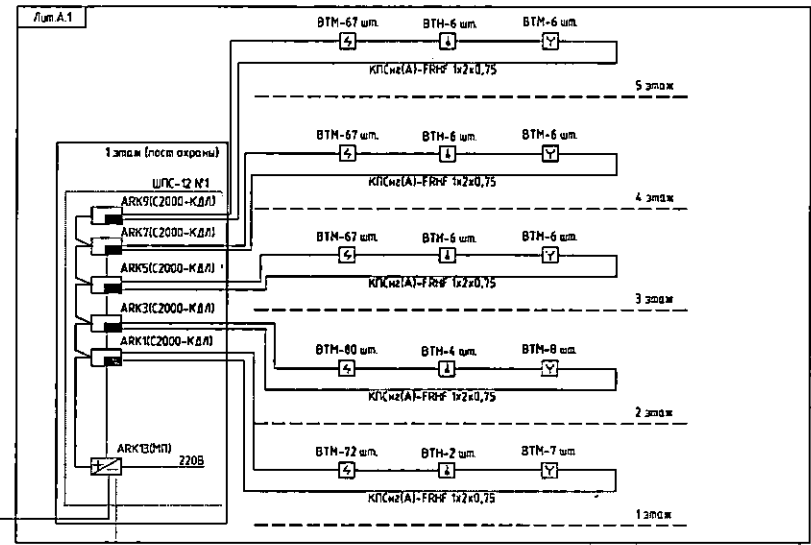 Лит.А.1
ВТМ-67 шт. ВТН-6 шт. ВТМ-6 шт.
КПСнг(А)-FRHF 1х2х0,75
5 этаж
1 этаж (пост охраны)
ШПС-12 №1
ARK9(С2000-КДЛ)
ARK7(С2000-КДЛ)
ARK5(С2000-КДЛ)
ARK3(С2000-КДЛ)
ARK1(С2000-КДЛ)
ARK13(МП)
220В
ВТМ-67 шт. ВТН-6 шт. ВТМ-6 шт.
КПСнг(А)-FRHF 1х2х0,75
4 этаж
ВТМ-67 шт. ВТН-6 шт. ВТМ-6 шт.
КПСнг(А)-FRHF 1х2х0,75
3 этаж
ВТМ-80 шт. ВТН-4 шт. ВТМ-8 шт.
КПСнг(А)-FRHF 1х2х0,75
2 этаж
ВТМ-72 шт. ВТН-2 шт. ВТМ-7 шт.
КПСнг(А)-FRHF 1х2х0,75
1 этаж